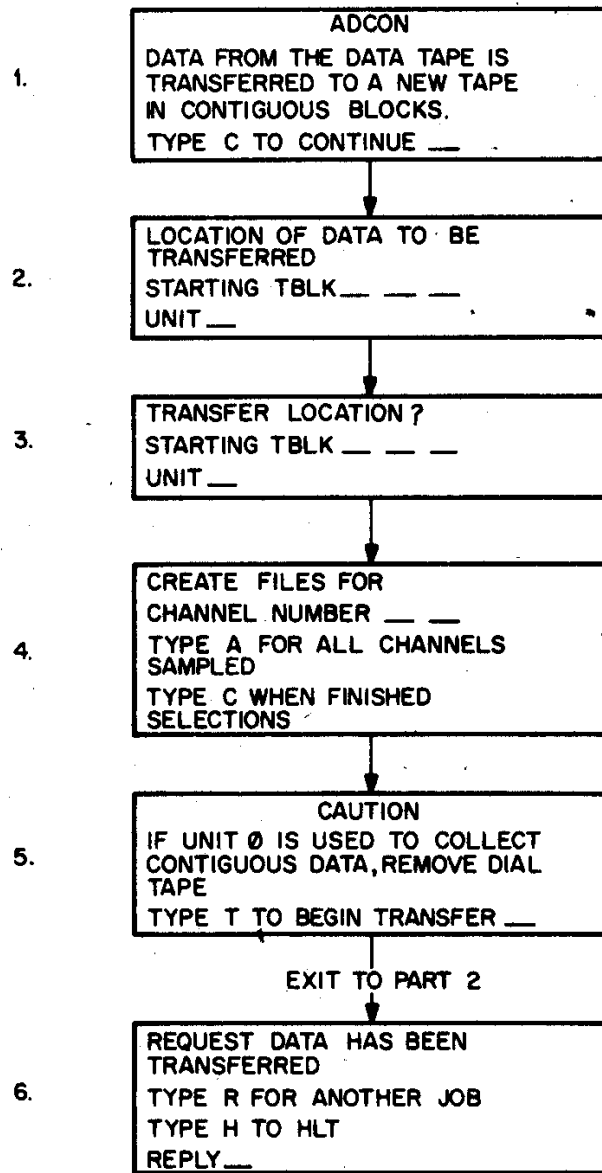 1.
ADCON
DATA FROM THE DATA TAPE IS
TRANSFERRED TO A NEW TAPE
IN CONTIGUOUS BLOCKS.
TYPE C TO CONTINUE __
2.
LOCATION OF DATA TO BE
TRANSFERRED
STARTING TBLK __ __ __
UNIT __
3.
TRANSFER LOCATION?
STARTING TBLK __ __ __
UNIT __
4.
CREATE FILES FOR
CHANNEL NUMBER __ __
TYPE A FOR ALL CHANNELS
SAMPLED
TYPE C WHEN FINISHED
SELECTIONS
5.
CAUTION
IF UNIT Ø IS USED TO COLLECT
CONTIGUOUS DATA, REMOVE DIAL
TAPE
TYPE T TO BEGIN TRANSFER __
EXIT TO PART 2
6.
REQUEST DATA HAS BEEN
TRANSFERRED
TYPE R FOR ANOTHER JOB
TYPE H TO HLT
REPLY __